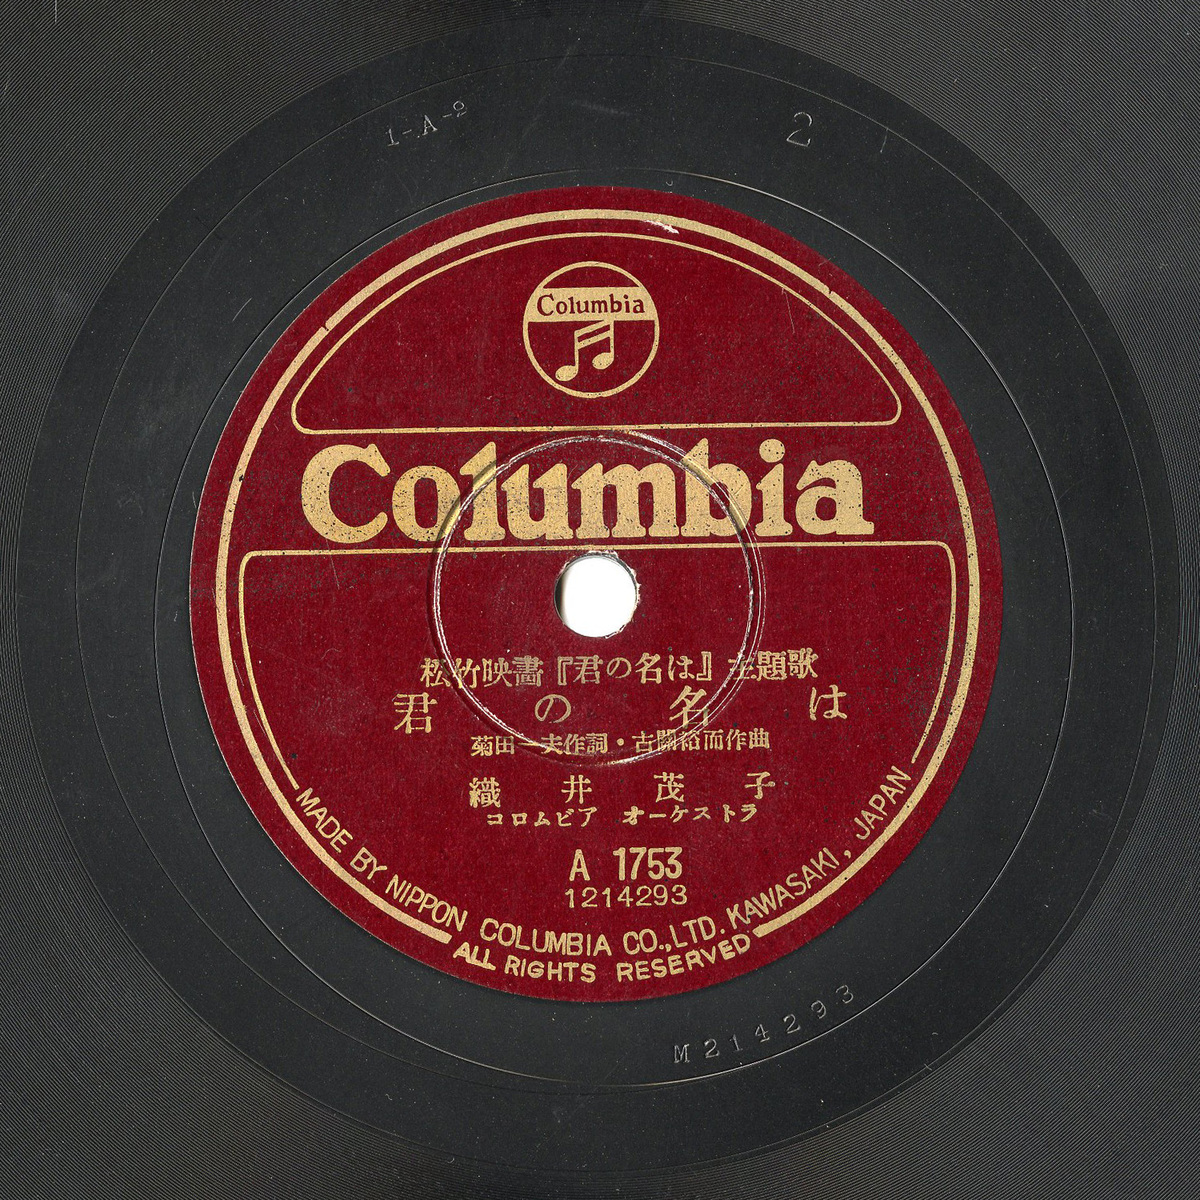 1-A-2
2
Columbia
Columbia
松竹映畵『君の名は』主題歌
君の名は
菊田一夫作詞・古関裕而作曲
織井茂子
コロムビア オーケストラ
A 1753
1214293
MADE BY NIPPON COLUMBIA CO., LTD. KAWASAKI, JAPAN
ALL RIGHTS RESERVED
M214293